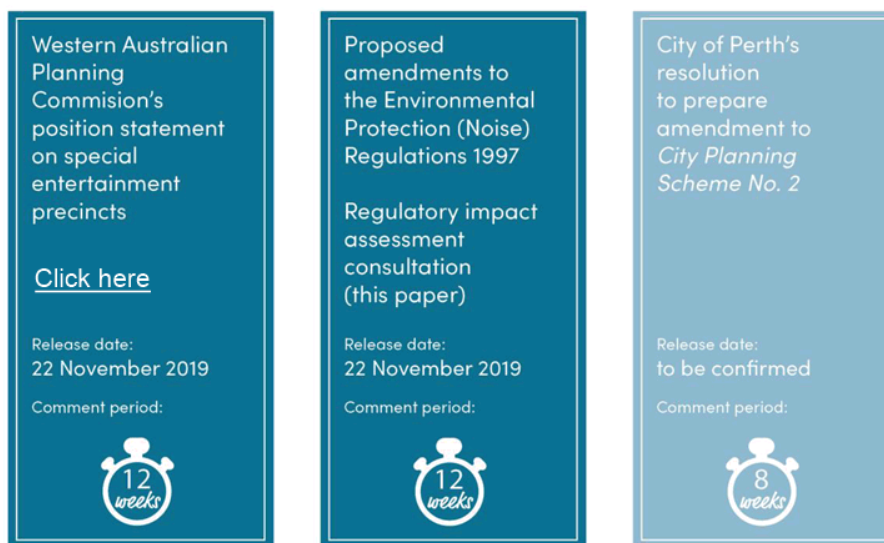 Western Australian
Planning
Commision's
position statement
on special
entertainment
precincts
Click here
Release date:
22 November 2019
Comment period:
12
weeks
Proposed
amendments to
the Environmental
Protection (Noise)
Regulations 1997
Regulatory impact
assessment
consultation
(this paper)
Release date:
22 November 2019
Comment period:
12
weeks
City of Perth's
resolution
to prepare
amendment to
City Planning
Scheme No. 2
Release date:
to be confirmed
Comment period:
8
weeks